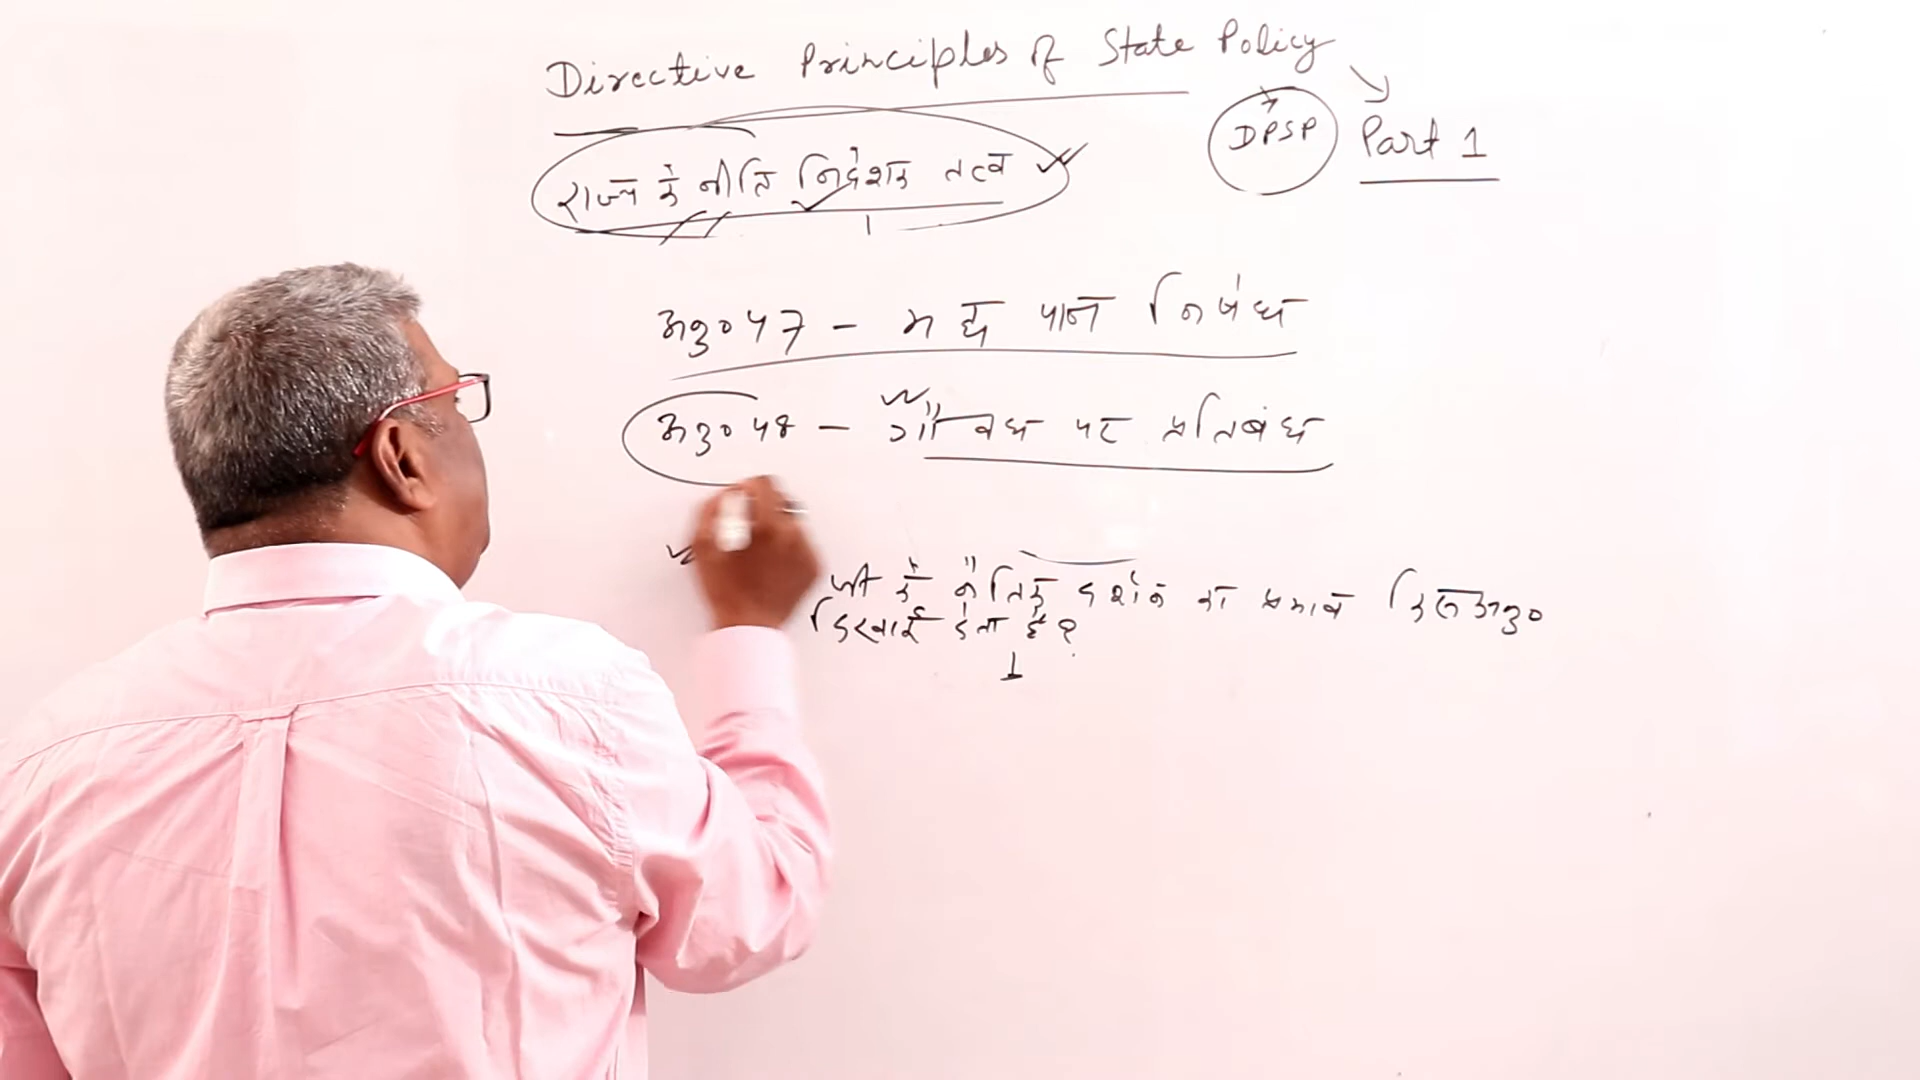 Directive Principles of State Policy
DPSP
Part 1
राज्य के नीति निर्देशक तत्व
अनु० 47 - मद्य पान निषेध
अनु० 48 - गौ वध पर प्रतिबंध
के नैतिक दर्शन का प्रभाव किस अनु०
दिखाई देता है?